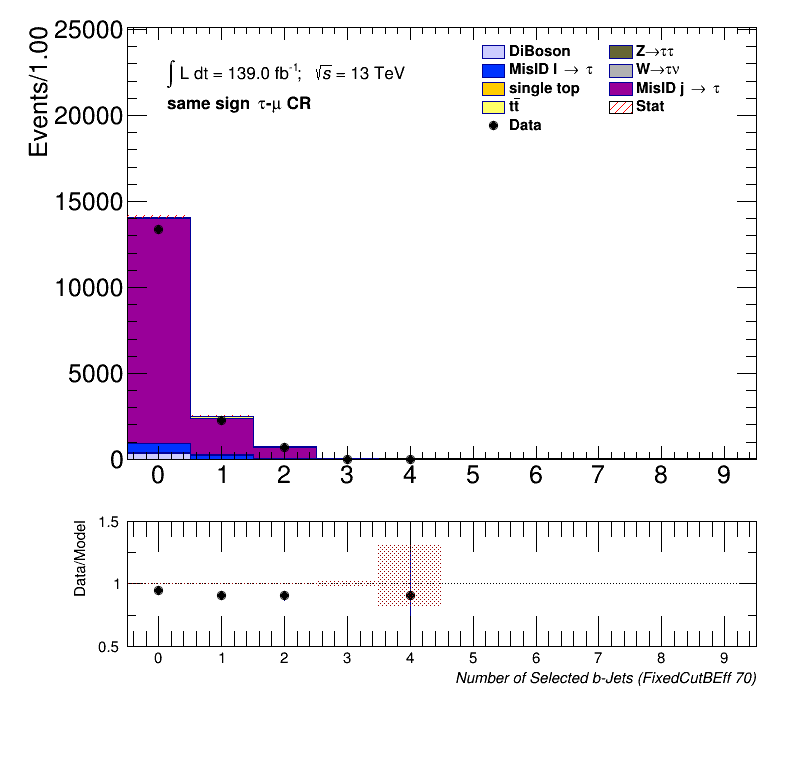 Events/1.00
25000
20000
15000
10000
5000
0
∫ L dt = 139.0 fb⁻¹; √s = 13 TeV
same sign τ-μ CR
DiBoson
MisID l → τ
single top
tt̄
Data
Z→ττ
W→τν
MisID j → τ
Stat
0 1 2 3 4 5 6 7 8 9
Data/Model
1.5
1
0.5
0 1 2 3 4 5 6 7 8 9
Number of Selected b-Jets (FixedCutBEff 70)